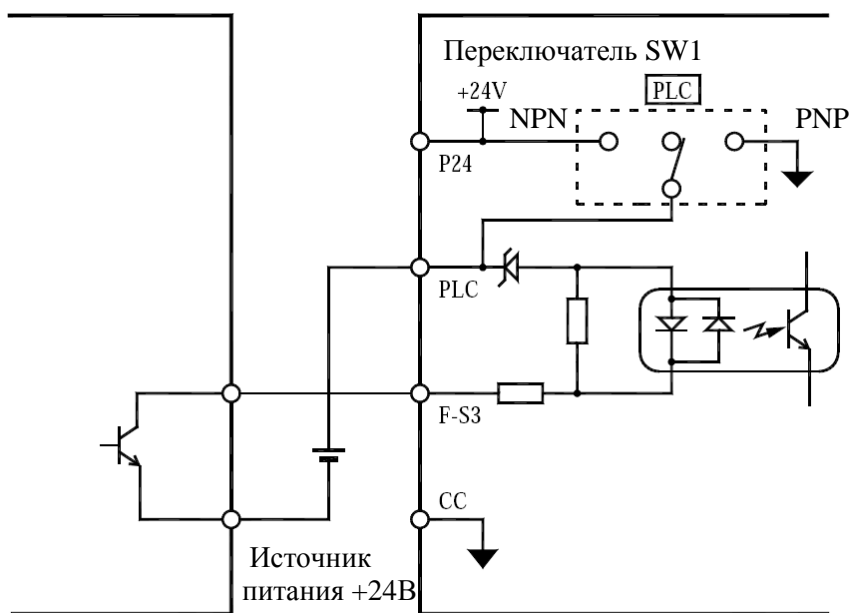 Переключатель SW1
+24V
PLC
NPN
PNP
P24
PLC
F-S3
CC
Источник
питания +24В